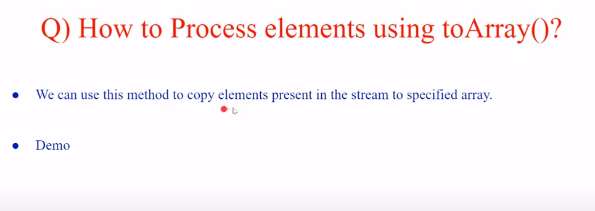 Q) How to Process elements using toArray()?
• We can use this method to copy elements present in the stream to specified array.
• Demo